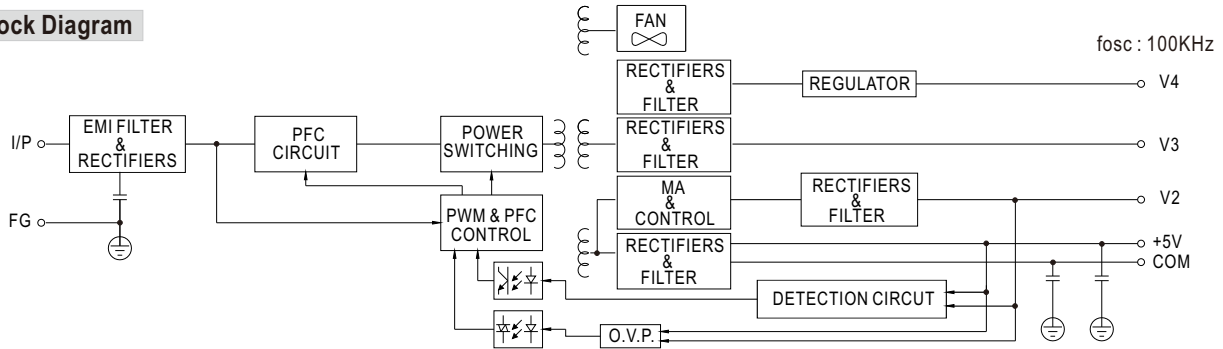 ock Diagram
FAN
fosc : 100KHz
RECTIFIERS
&
FILTER
REGULATOR
V4
I/P
EMI FILTER
&
RECTIFIERS
PFC
CIRCUIT
POWER
SWITCHING
RECTIFIERS
&
FILTER
V3
FG
PWM & PFC
CONTROL
MA
&
CONTROL
RECTIFIERS
&
FILTER
V2
RECTIFIERS
&
FILTER
+5V
COM
DETECTION CIRCUT
O.V.P.